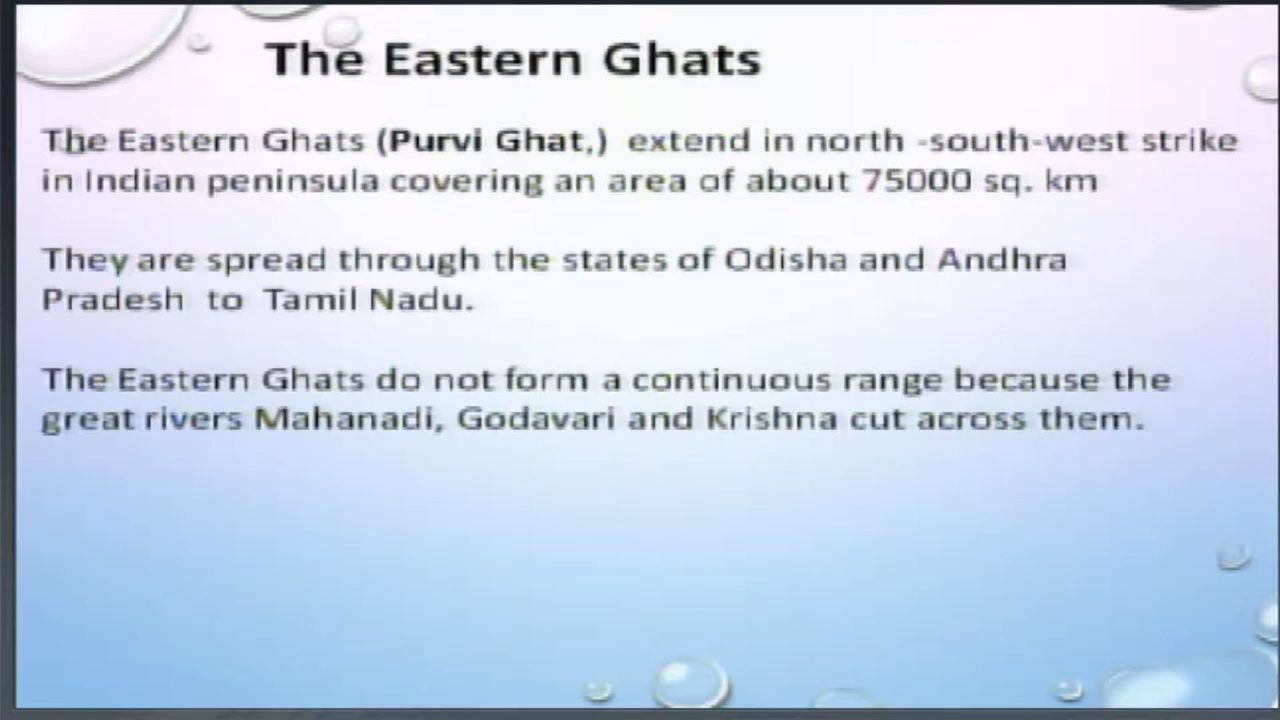 The Eastern Ghats
The Eastern Ghats (Purvi Ghat,) extend in north -south-west strike
in Indian peninsula covering an area of about 75000 sq. km
They are spread through the states of Odisha and Andhra
Pradesh to Tamil Nadu.
The Eastern Ghats do not form a continuous range because the
great rivers Mahanadi, Godavari and Krishna cut across them.